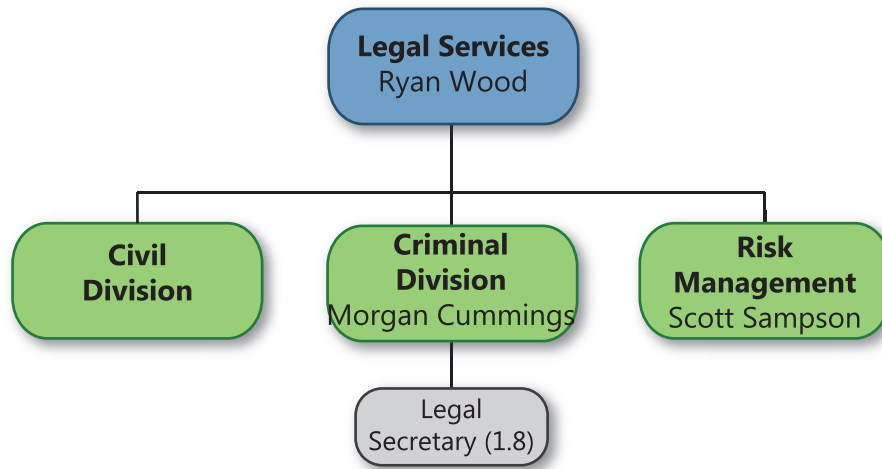 Legal Services
Ryan Wood
Civil
Division
Criminal
Division
Morgan Cummings
Risk
Management
Scott Sampson
Legal
Secretary (1.8)